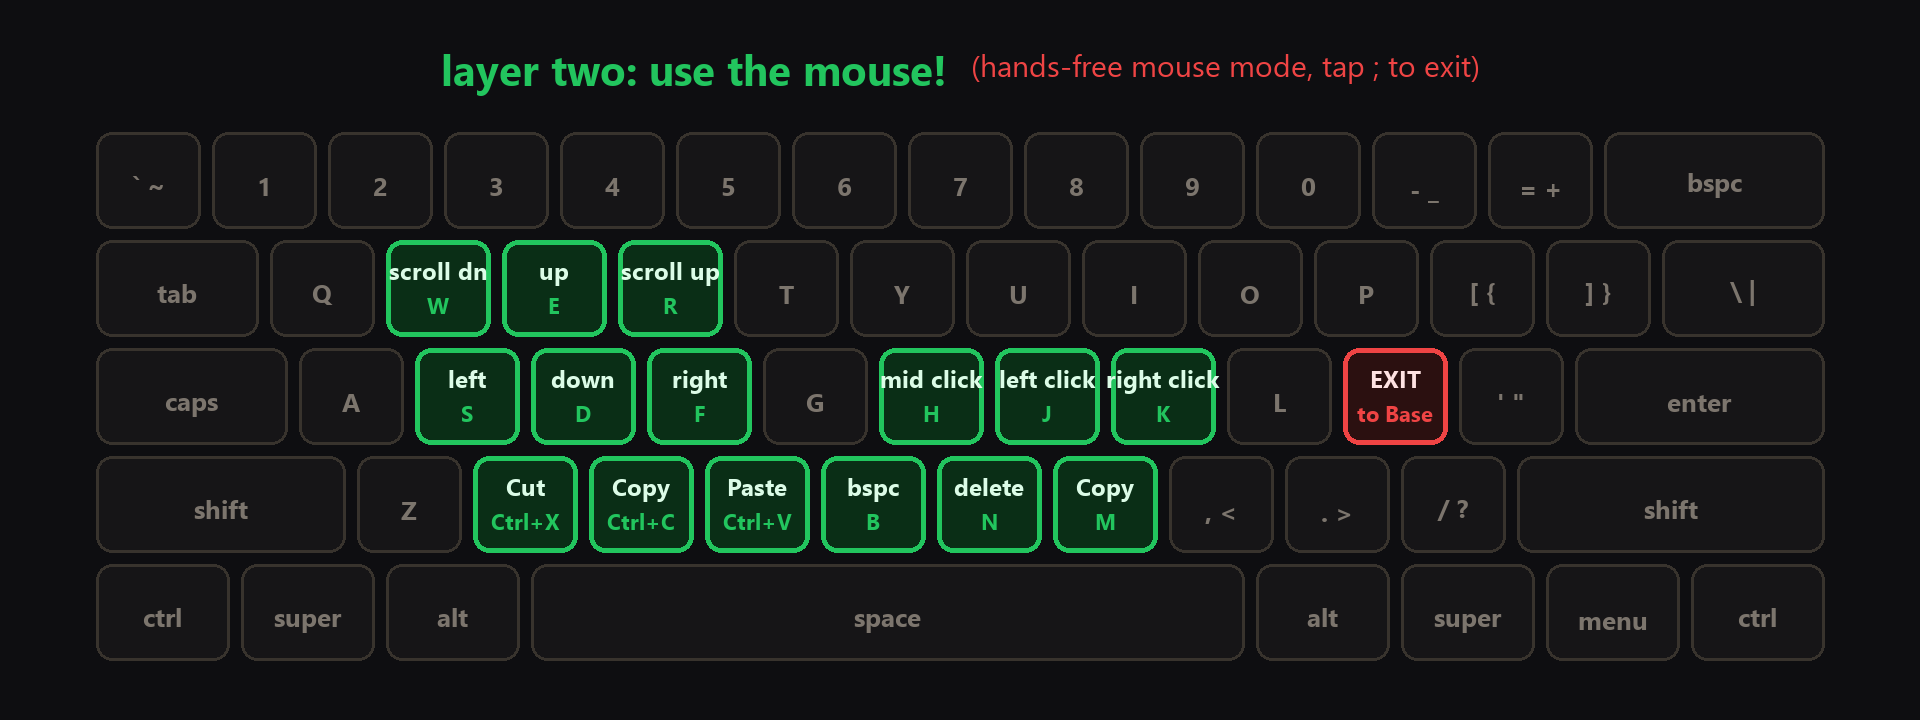 layer two: use the mouse! (hands-free mouse mode, tap ; to exit)
` ~ 1 2 3 4 5 6 7 8 9 0 - _ = + bspc
tab Q scroll dn up scroll up T Y U I O P [ { ] } \ |
W E R
caps A left down right G mid click left click right click L EXIT ' " enter
S D F H J K to Base
shift Z Cut Copy Paste bspc delete Copy , < . > / ? shift
Ctrl+X Ctrl+C Ctrl+V B N M
ctrl super alt space alt super menu ctrl